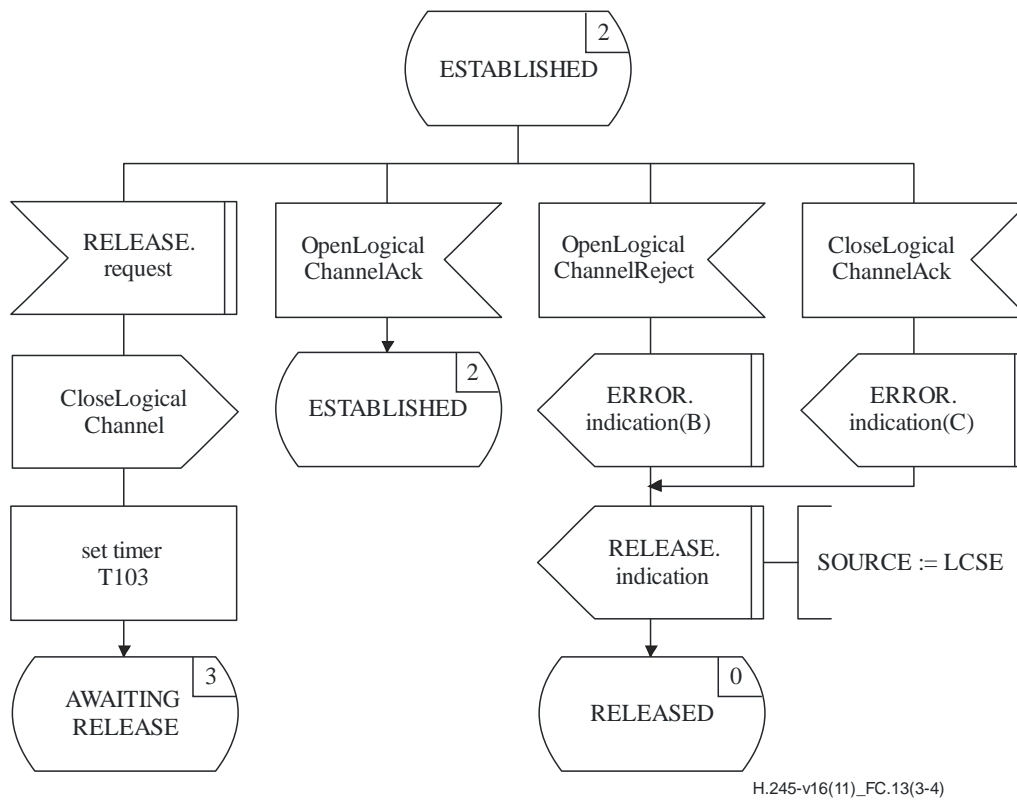 2
ESTABLISHED
RELEASE.
request
OpenLogical
ChannelAck
OpenLogical
ChannelReject
CloseLogical
ChannelAck
CloseLogical
Channel
2
ESTABLISHED
ERROR.
indication(B)
ERROR.
indication(C)
set timer
T103
RELEASE.
indication
SOURCE := LCSE
3
AWAITING
RELEASE
0
RELEASED
H.245-v16(11)_FC.13(3-4)